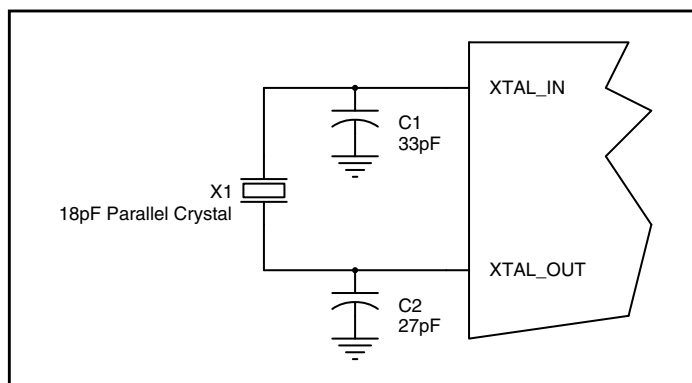 XTAL_IN
C1
33pF
X1
18pF Parallel Crystal
XTAL_OUT
C2
27pF